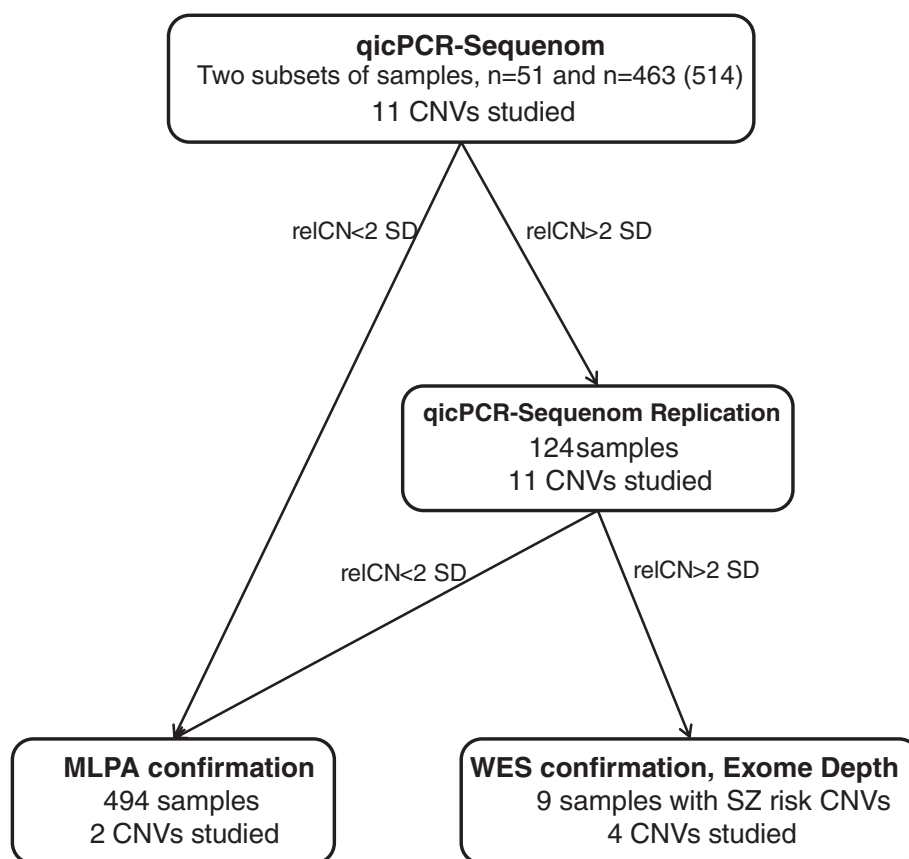 qicPCR-Sequenom
Two subsets of samples, n=51 and n=463 (514)
11 CNVs studied
relCN<2 SD
relCN>2 SD
qicPCR-Sequenom Replication
124samples
11 CNVs studied
relCN<2 SD
relCN>2 SD
MLPA confirmation
494 samples
2 CNVs studied
WES confirmation, Exome Depth
9 samples with SZ risk CNVs
4 CNVs studied